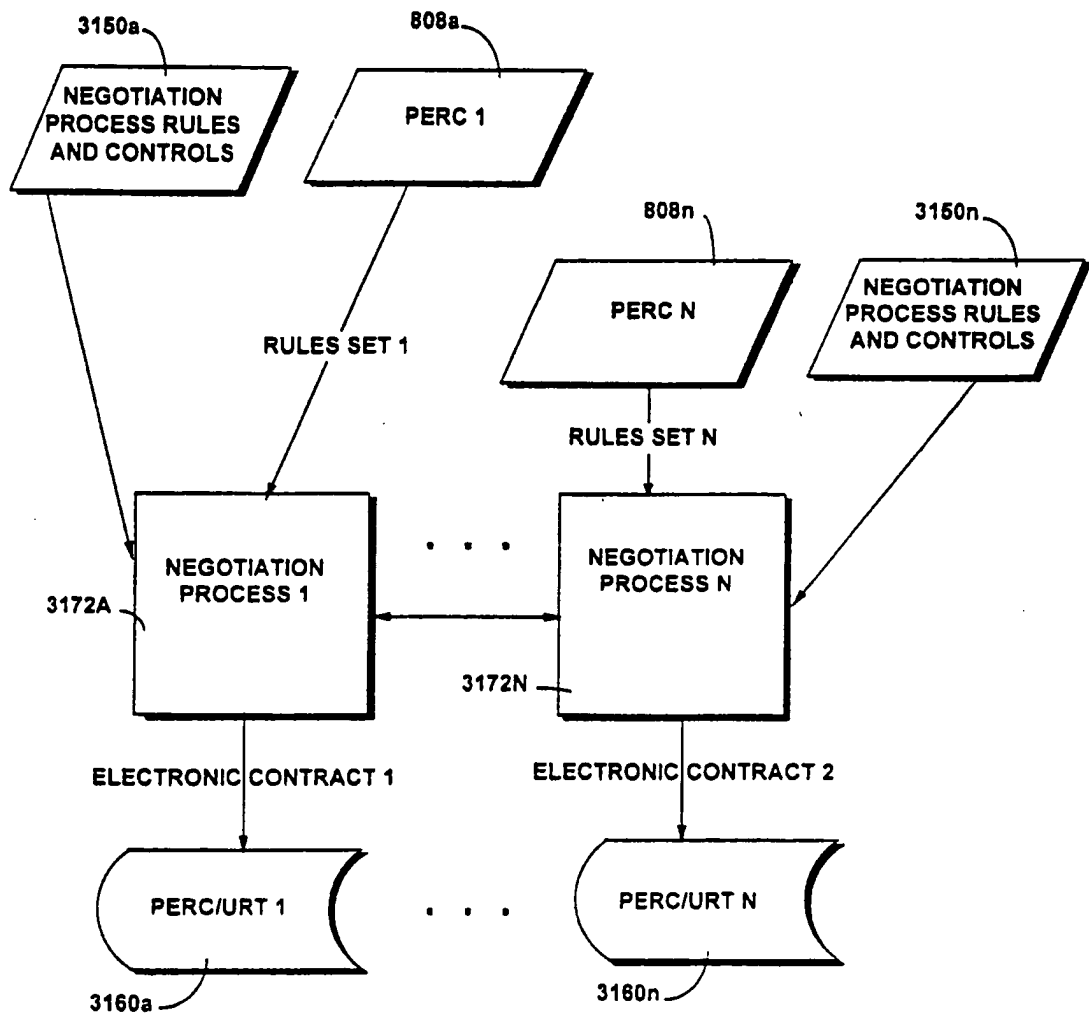 3150a
808a
NEGOTIATION
PROCESS RULES
AND CONTROLS
PERC 1
808n
3150n
PERC N
NEGOTIATION
PROCESS RULES
AND CONTROLS
RULES SET 1
RULES SET N
NEGOTIATION
PROCESS 1
. . .
NEGOTIATION
PROCESS N
3172A
3172N
ELECTRONIC CONTRACT 1
ELECTRONIC CONTRACT 2
PERC/URT 1
. . .
PERC/URT N
3160a
3160n